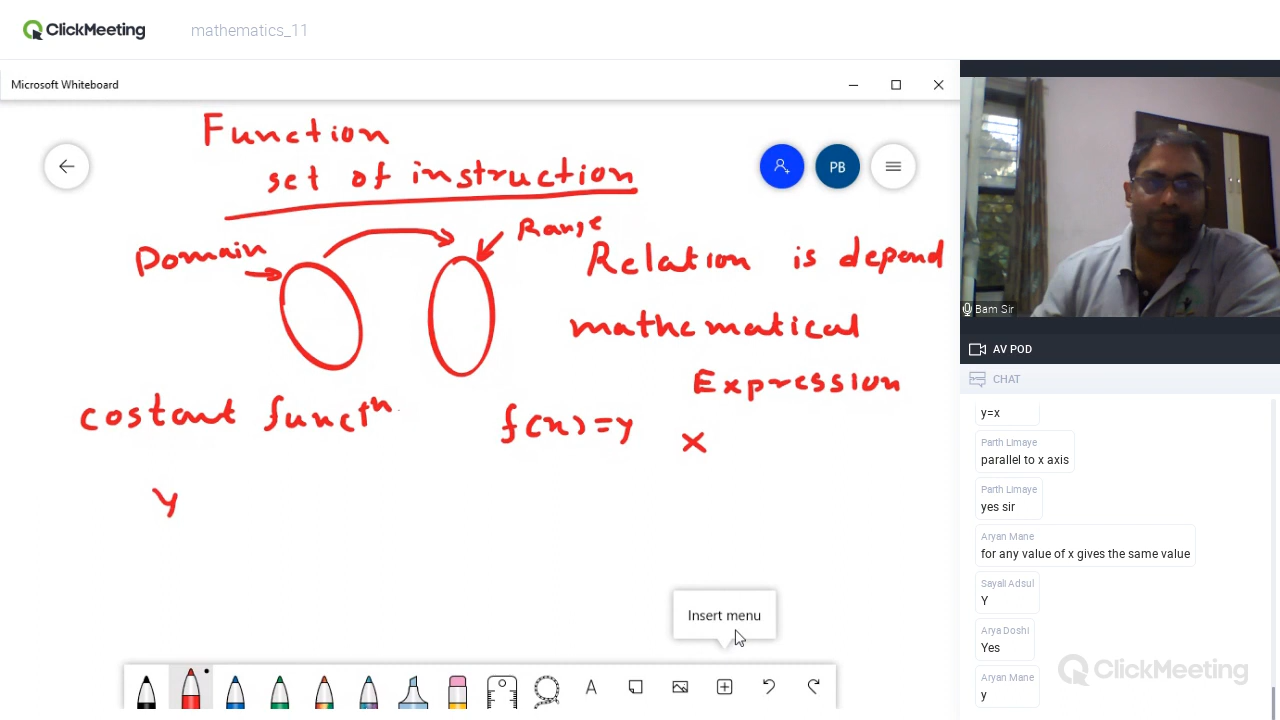 ClickMeeting
mathematics_11
Microsoft Whiteboard
Function
set of instruction
PB
Domain
Range
Relation is depend
mathematical
Expression
costant functn
f(x)=y
x
y
Insert menu
A
Bam Sir
AV POD
CHAT
y=x
Parth Limaye
parallel to x axis
Parth Limaye
yes sir
Aryan Mane
for any value of x gives the same value
Sayali Adsul
Y
Arya Doshi
Yes
Aryan Mane
y
ClickMeeting